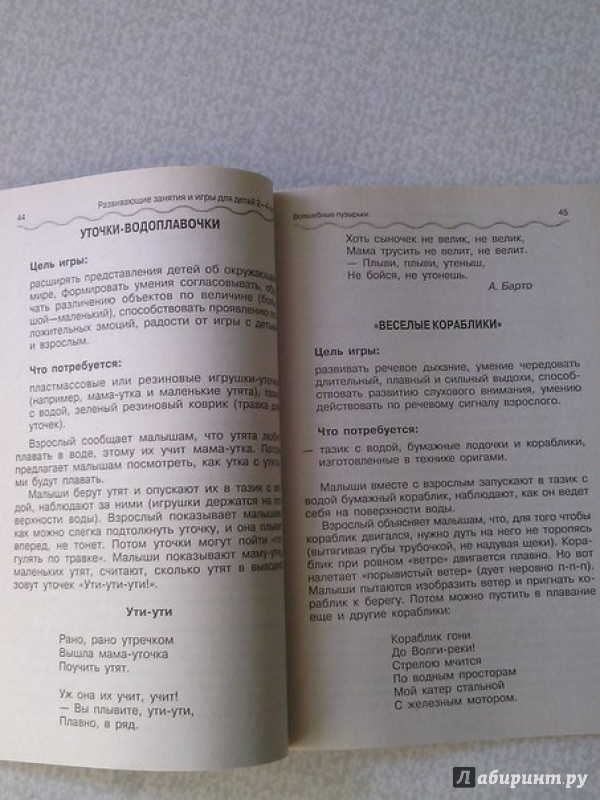 44
Развивающие занятия и игры для детей 2–4
УТОЧКИ-ВОДОПЛАВОЧКИ
Цель игры:
расширять представления детей об окружающем
мире, формировать умения согласовывать,
чать различению объектов по величине (боль-
шой—маленький), способствовать проявлению по-
ложительных эмоций, радости от игры с детьми
и взрослым.
Что потребуется:
пластмассовые или резиновые игрушки-уточки
(например, мама-утка и маленькие утята),
с водой, зеленый резиновый коврик (травка для
уточек).
Взрослый сообщает малышам, что утята любят
плавать в воде, этому их учит мама-утка.
предлагает малышам посмотреть, как утка с утята-
ми будут плавать.
Малыши берут утят и опускают их в тазик с во-
дой, наблюдают за ними (игрушки держатся на по-
верхности воды). Взрослый показывает малышам,
как можно слегка подтолкнуть уточку, и она плывет
вперед, не тонет. Потом уточки могут пойти «по-
гулять по травке». Малыши показывают маму-утку,
маленьких утят, считают, сколько утят в выводке,
зовут уточек «Ути-ути-ути!».
Ути-ути
Рано, рано утречком
Вышла мама-уточка
Поучить утят.
Уж она их учит, учит!
— Вы плывите, ути-ути,
Плавно, в ряд.
Волшебные пузырьки
45
Хоть сыночек не велик, не велик,
Мама трусить не велит, не велит.
— Плыви, плыви, утеныш,
Не бойся, не утонешь.
А. Барто
«ВЕСЕЛЫЕ КОРАБЛИКИ»
Цель игры:
развивать речевое дыхание, умение чередовать
длительный, плавный и сильный выдохи, способ-
ствовать развитию слухового внимания, умению
действовать по речевому сигналу взрослого.
Что потребуется:
— тазик с водой, бумажные лодочки и кораблики,
изготовленные в технике оригами.
Малыши вместе с взрослым запускают в тазик с
водой бумажный кораблик, наблюдают, как он ведет
себя на поверхности воды.
Взрослый объясняет малышам, что, для того чтобы
кораблик двигался, нужно дуть на него не торопясь
(вытягивая губы трубочкой, не надувая щеки). Кора-
блик при ровном «ветре» двигается плавно. Но вот
налетает «порывистый ветер» (дует неровно п-п-п).
Малыши пытаются изобразить ветер и пригнать ко-
раблик к берегу. Потом можно пустить в плавание
еще и другие кораблики:
Кораблик гони
До Волги-реки!
Стрелою мчится
По водным просторам
Мой катер стальной
С железным мотором.
Лабиринт.ру